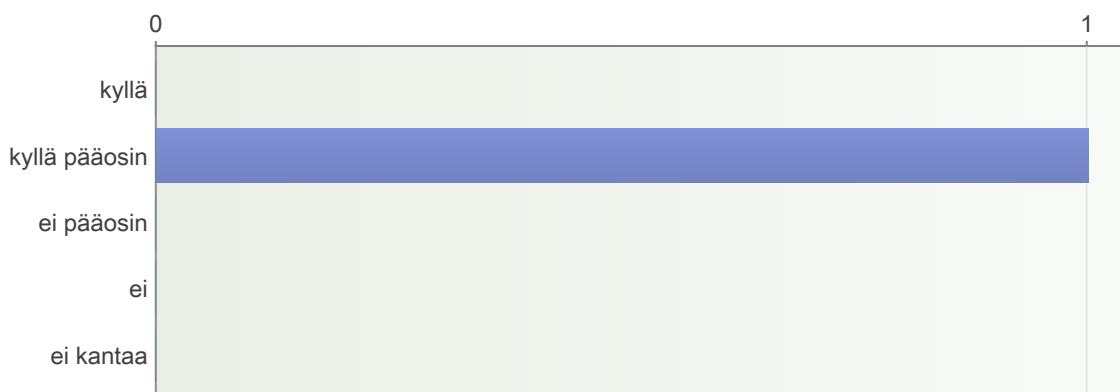 0 1
kyllä
kyllä pääosin
ei pääosin
ei
ei kantaa